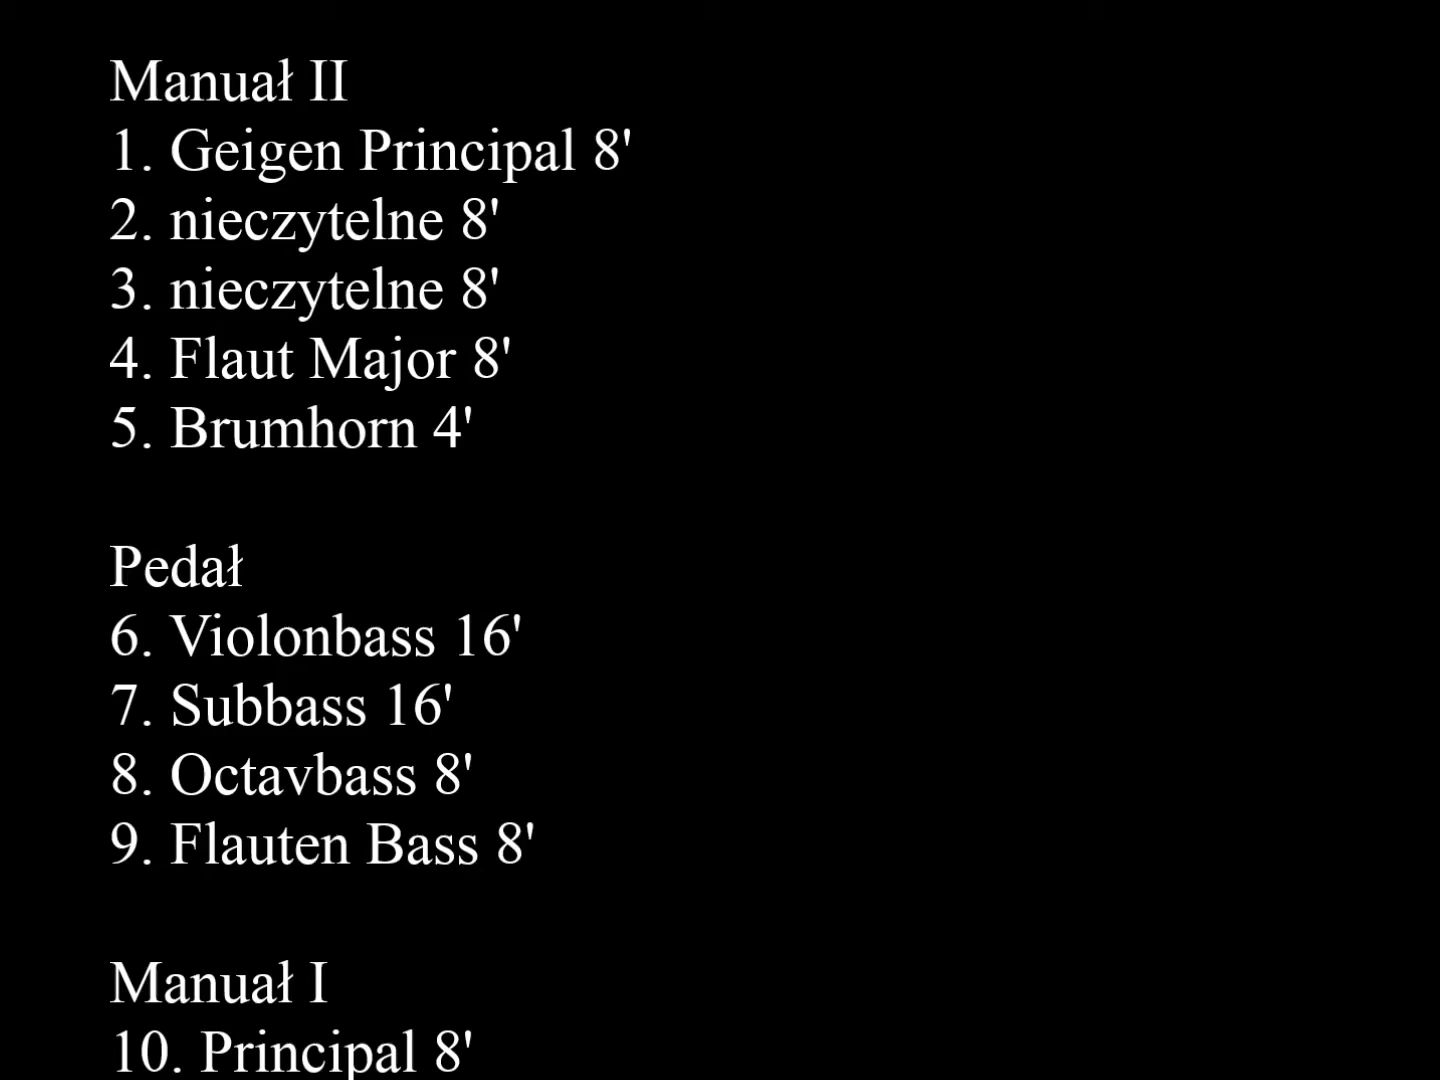 Manuał II
1. Geigen Principal 8'
2. nieczytelne 8'
3. nieczytelne 8'
4. Flaut Major 8'
5. Brumhorn 4'
Pedał
6. Violonbass 16'
7. Subbass 16'
8. Octavbass 8'
9. Flauten Bass 8'
Manuał I
10. Principal 8'